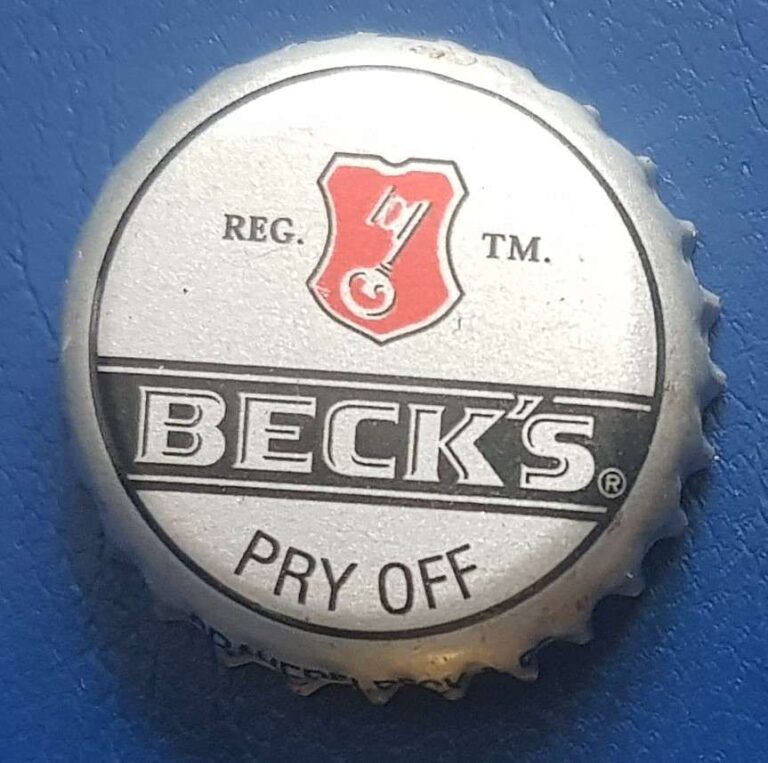 REG. TM.
BECK'S®
PRY OFF